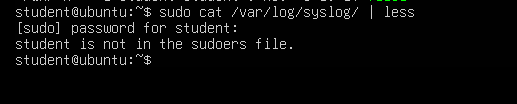 student@ubuntu:~$ sudo cat /var/log/syslog/ | less
[sudo] password for student:
student is not in the sudoers file.
student@ubuntu:~$